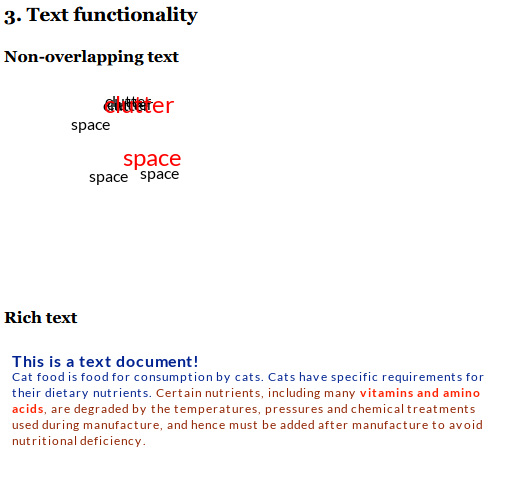 3. Text functionality
Non-overlapping text
clutter
space
space
space
space
Rich text
This is a text document!
Cat food is food for consumption by cats. Cats have specific requirements for
their dietary nutrients. Certain nutrients, including many vitamins and amino
acids, are degraded by the temperatures, pressures and chemical treatments
used during manufacture, and hence must be added after manufacture to avoid
nutritional deficiency.